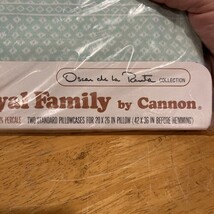 Oscar de la Renta COLLECTION
yal Family by Cannon®
PERCALE TWO STANDARD PILLOWCASES FOR 20 X 26 IN PILLOW (42 X 36 IN BEFORE HEMMING)